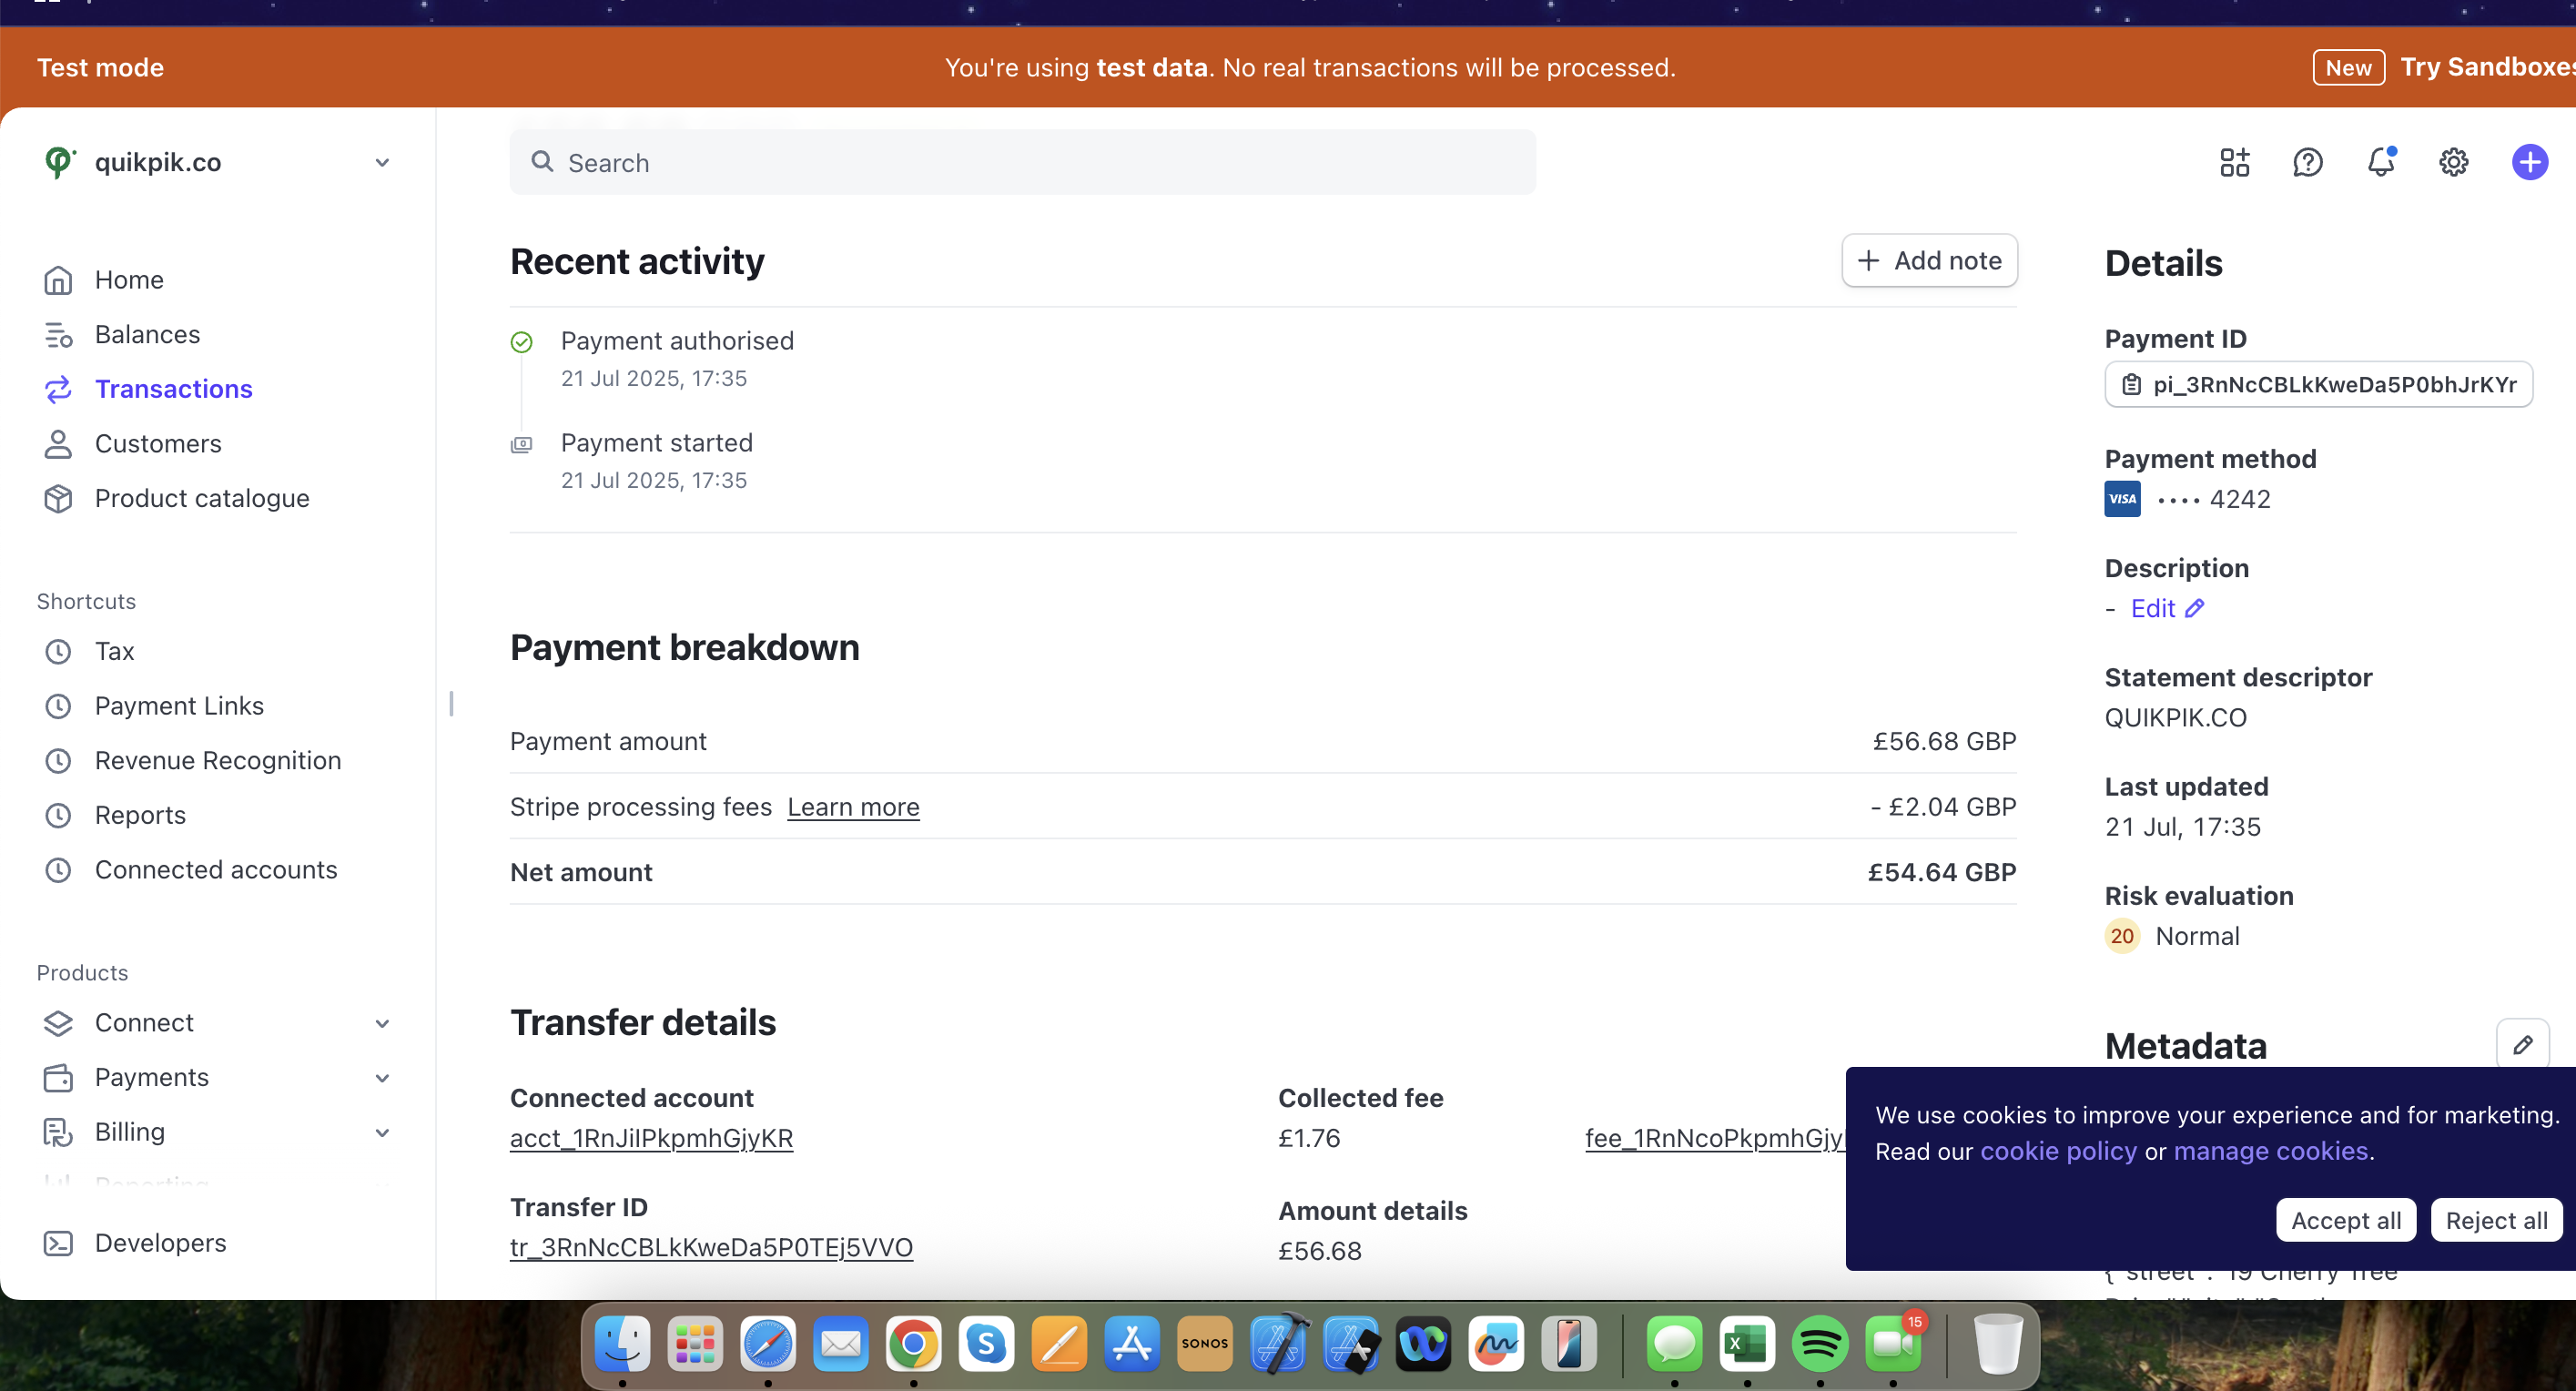 Test mode
You're using test data. No real transactions will be processed.
New Try Sandboxes
quikpik.co
Search
Home
Balances
Transactions
Customers
Product catalogue
Shortcuts
Tax
Payment Links
Revenue Recognition
Reports
Connected accounts
Products
Connect
Payments
Billing
Reporting
Developers
Recent activity
Add note
Payment authorised
21 Jul 2025, 17:35
Payment started
21 Jul 2025, 17:35
Payment breakdown
Payment amount £56.68 GBP
Stripe processing fees Learn more - £2.04 GBP
Net amount £54.64 GBP
Transfer details
Connected account
acct_1RnJilPkpmhGjyKR
Collected fee
£1.76 fee_1RnNcoPkpmhGjy
Transfer ID
tr_3RnNcCBLkKweDa5P0TEj5VVO
Amount details
£56.68
Details
Payment ID
pi_3RnNcCBLkKweDa5P0bhJrKYr
Payment method
VISA •••• 4242
Description
- Edit
Statement descriptor
QUIKPIK.CO
Last updated
21 Jul, 17:35
Risk evaluation
20 Normal
Metadata
We use cookies to improve your experience and for marketing.
Read our cookie policy or manage cookies.
Accept all Reject all
{"street": "19 Cherry Tree
SONOS
15